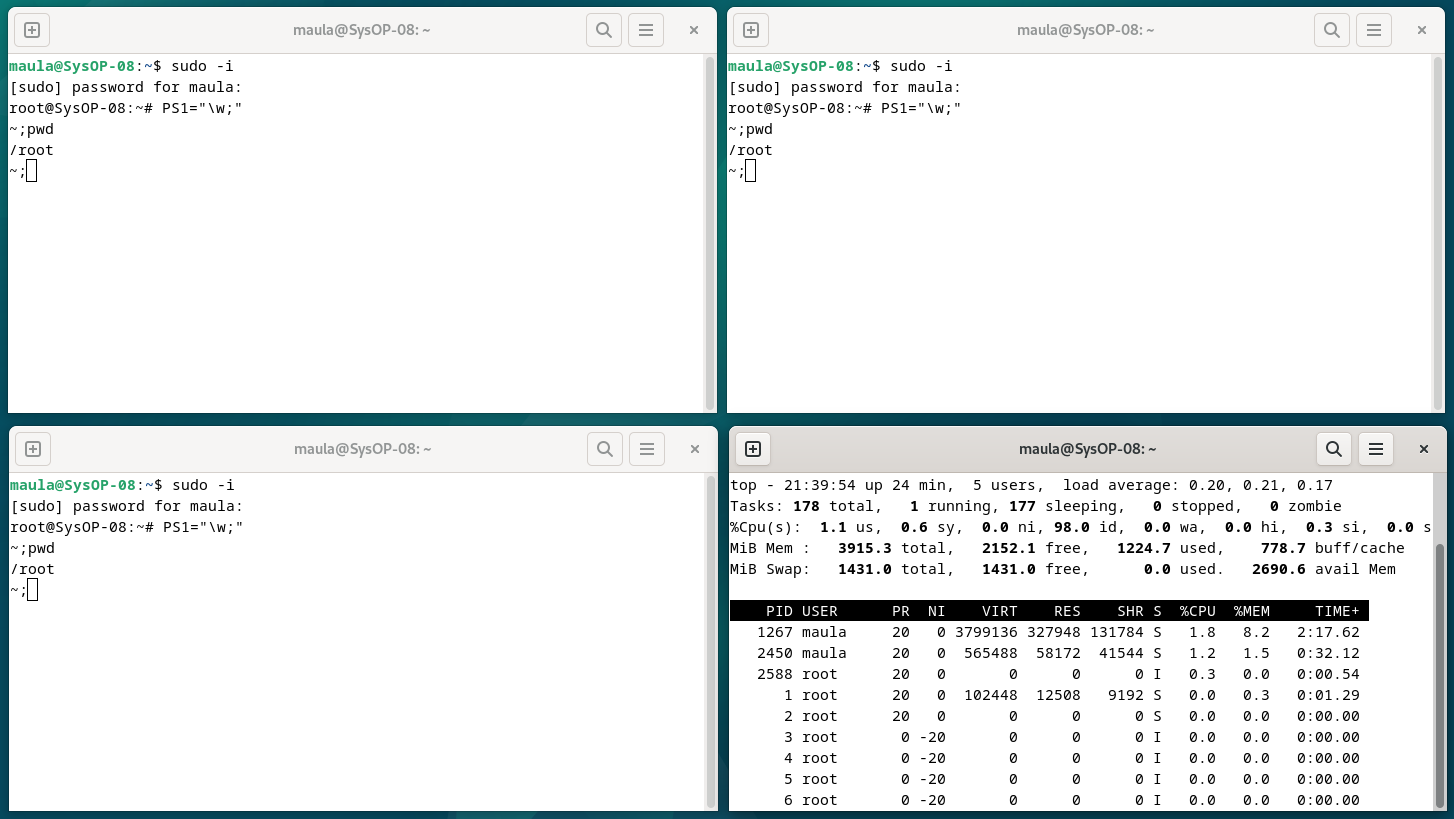 maula@SysOP-08: ~
maula@SysOP-08:~$ sudo -i
[sudo] password for maula:
root@SysOP-08:~# PS1="\w;"
~;pwd
/root
~;
maula@SysOP-08: ~
maula@SysOP-08:~$ sudo -i
[sudo] password for maula:
root@SysOP-08:~# PS1="\w;"
~;pwd
/root
~;
maula@SysOP-08: ~
maula@SysOP-08:~$ sudo -i
[sudo] password for maula:
root@SysOP-08:~# PS1="\w;"
~;pwd
/root
~;
maula@SysOP-08: ~
top - 21:39:54 up 24 min,  5 users,  load average: 0.20, 0.21, 0.17
Tasks: 178 total,   1 running, 177 sleeping,   0 stopped,   0 zombie
%Cpu(s):  1.1 us,  0.6 sy,  0.0 ni, 98.0 id,  0.0 wa,  0.0 hi,  0.3 si,  0.0 s
MiB Mem :   3915.3 total,   2152.1 free,   1224.7 used,    778.7 buff/cache
MiB Swap:   1431.0 total,   1431.0 free,      0.0 used.   2690.6 avail Mem
PID USER      PR  NI    VIRT    RES    SHR S  %CPU  %MEM     TIME+
1267 maula     20   0 3799136 327948 131784 S   1.8   8.2   2:17.62
2450 maula     20   0  565488  58172  41544 S   1.2   1.5   0:32.12
2588 root      20   0       0      0      0 I   0.3   0.0   0:00.54
1 root      20   0  102448  12508   9192 S   0.0   0.3   0:01.29
2 root      20   0       0      0      0 S   0.0   0.0   0:00.00
3 root       0 -20       0      0      0 I   0.0   0.0   0:00.00
4 root       0 -20       0      0      0 I   0.0   0.0   0:00.00
5 root       0 -20       0      0      0 I   0.0   0.0   0:00.00
6 root       0 -20       0      0      0 I   0.0   0.0   0:00.00